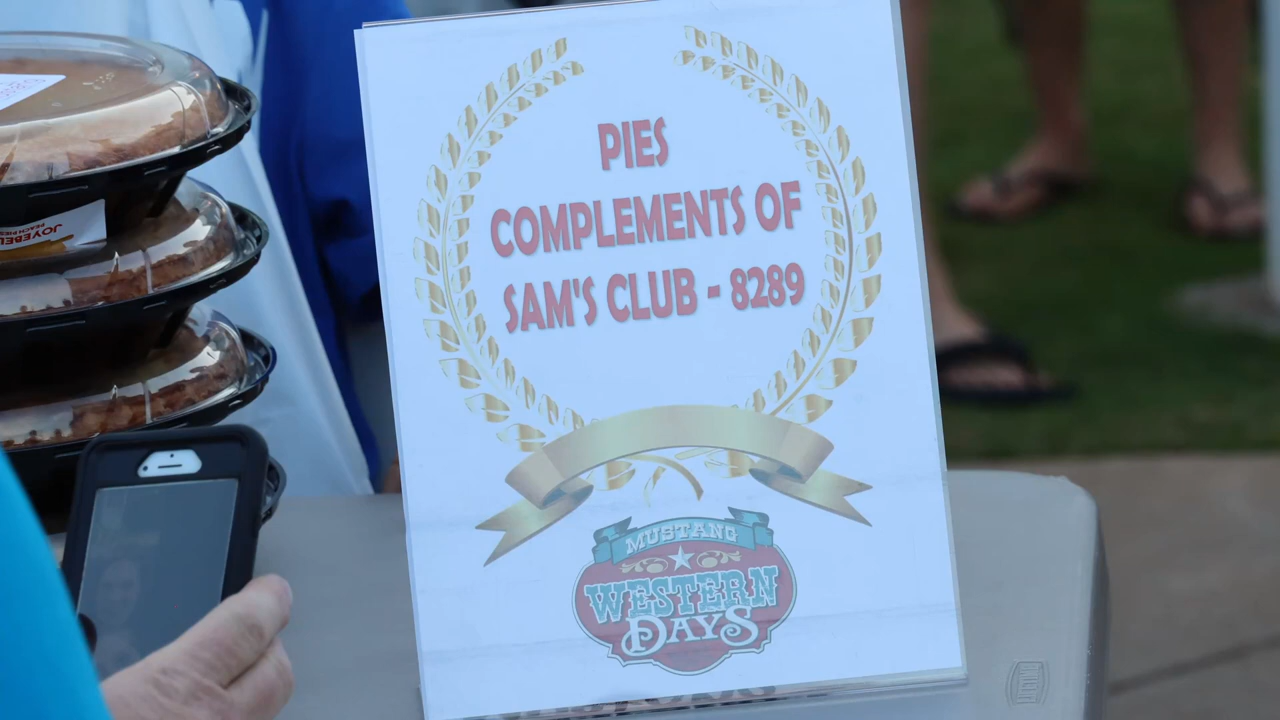 PIES
COMPLEMENTS OF
SAM'S CLUB - 8289
MUSTANG
WESTERN
DAYS